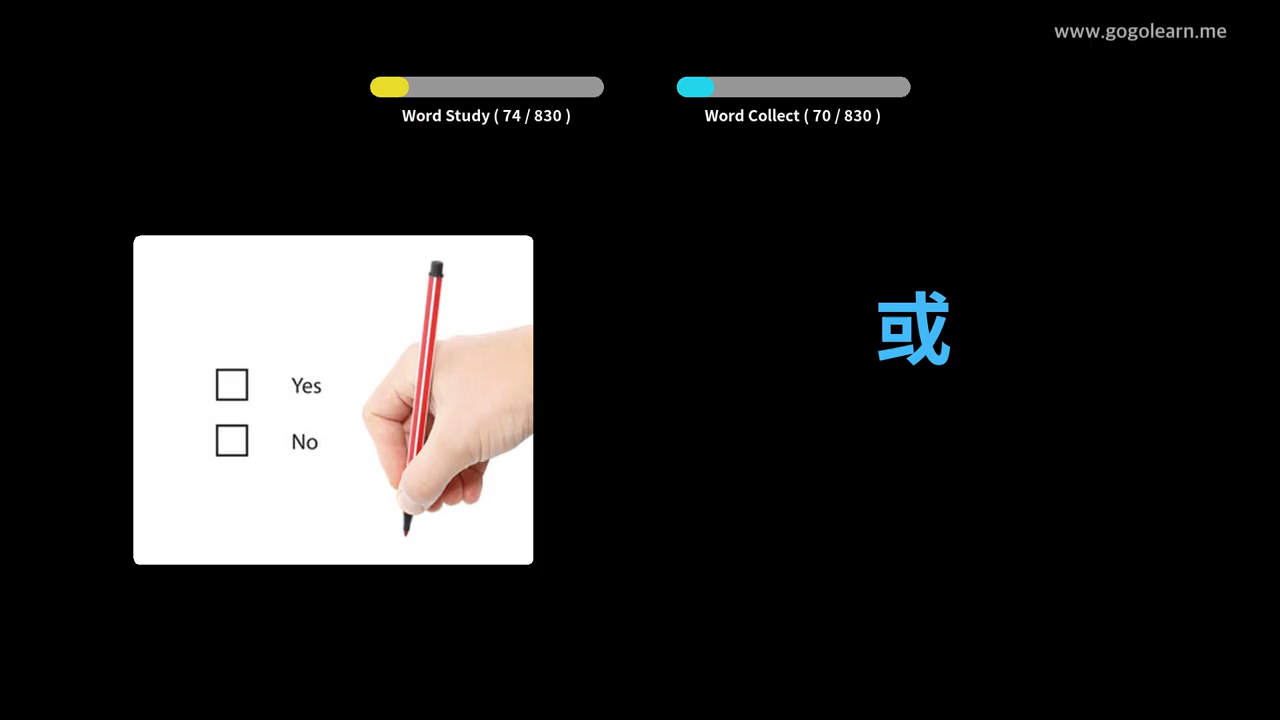 www.gogolearn.me
Word Study ( 74 / 830 )
Word Collect ( 70 / 830 )
或
Yes
No